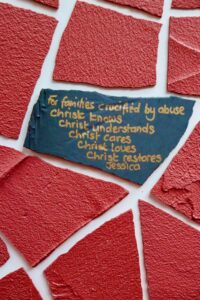 For families crucified by abuse
Christ knows
Christ understands
Christ cares
Christ loves
Christ restores
Jessica